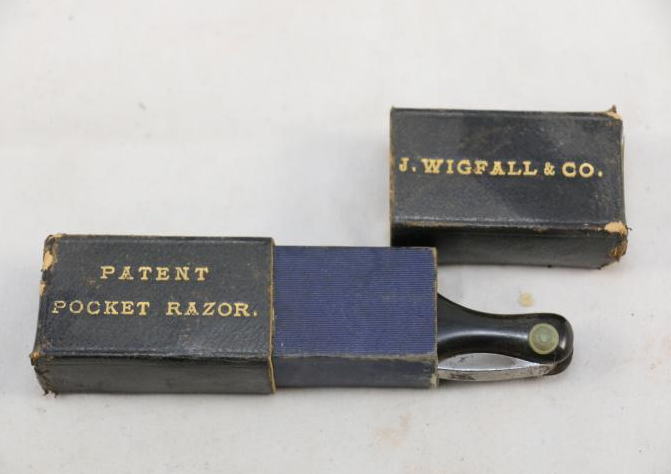 J. WIGFALL & CO.
PATENT
POCKET RAZOR.